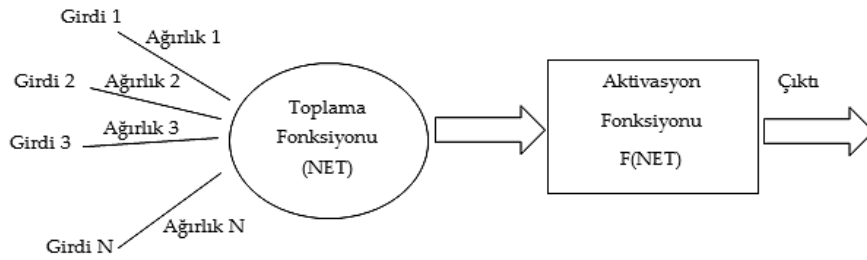 Girdi 1
Ağırlık 1
Girdi 2
Ağırlık 2
Girdi 3
Ağırlık 3
Girdi N
Ağırlık N
Toplama
Fonksiyonu
(NET)
Aktivasyon
Fonksiyonu
F(NET)
Çıktı